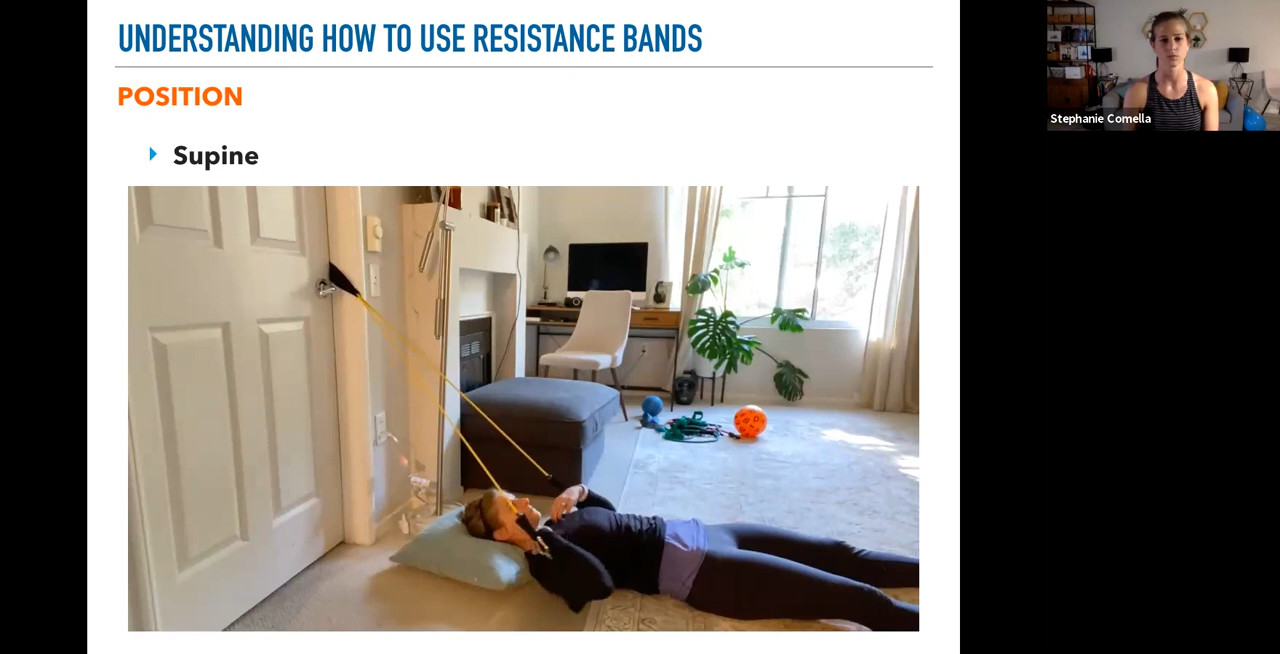 UNDERSTANDING HOW TO USE RESISTANCE BANDS
POSITION
Supine
Stephanie Comella